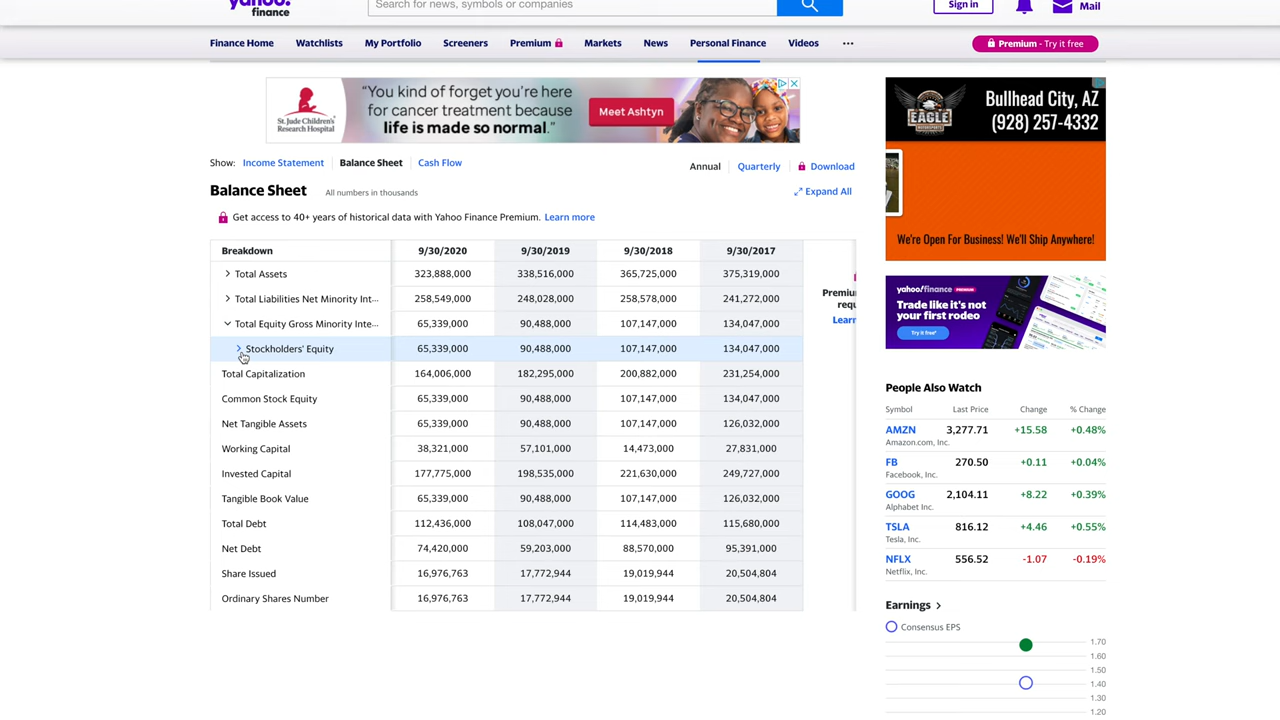 yahoo!
finance
Search for news, symbols or companies
Sign in
Mail
Finance Home
Watchlists
My Portfolio
Screeners
Premium
Markets
News
Personal Finance
Videos
...
Premium - Try it free
St. Jude Children's
Research Hospital
“You kind of forget you’re here
for cancer treatment because
life is made so normal.”
Meet Ashtyn
EAGLE
Bullhead City, AZ
(928) 257-4332
We're Open For Business! We'll Ship Anywhere!
Show: Income Statement Balance Sheet Cash Flow
Annual Quarterly Download
Balance Sheet All numbers in thousands
Expand All
Get access to 40+ years of historical data with Yahoo Finance Premium. Learn more
Breakdown 9/30/2020 9/30/2019 9/30/2018 9/30/2017
Total Assets 323,888,000 338,516,000 365,725,000 375,319,000
Total Liabilities Net Minority Int... 258,549,000 248,028,000 258,578,000 241,272,000
Total Equity Gross Minority Inte... 65,339,000 90,488,000 107,147,000 134,047,000
Stockholders' Equity 65,339,000 90,488,000 107,147,000 134,047,000
Total Capitalization 164,006,000 182,295,000 200,882,000 231,254,000
Common Stock Equity 65,339,000 90,488,000 107,147,000 134,047,000
Net Tangible Assets 65,339,000 90,488,000 107,147,000 126,032,000
Working Capital 38,321,000 57,101,000 14,473,000 27,831,000
Invested Capital 177,775,000 198,535,000 221,630,000 249,727,000
Tangible Book Value 65,339,000 90,488,000 107,147,000 126,032,000
Total Debt 112,436,000 108,047,000 114,483,000 115,680,000
Net Debt 74,420,000 59,203,000 88,570,000 95,391,000
Share Issued 16,976,763 17,772,944 19,019,944 20,504,804
Ordinary Shares Number 16,976,763 17,772,944 19,019,944 20,504,804
Premiu
requ
Learn
yahoo!finance PREMIUM
Trade like it's not
your first rodeo
Try it free*
People Also Watch
Symbol Last Price Change % Change
AMZN 3,277.71 +15.58 +0.48%
Amazon.com, Inc.
FB 270.50 +0.11 +0.04%
Facebook, Inc.
GOOG 2,104.11 +8.22 +0.39%
Alphabet Inc.
TSLA 816.12 +4.46 +0.55%
Tesla, Inc.
NFLX 556.52 -1.07 -0.19%
Netflix, Inc.
Earnings
Consensus EPS
1.70
1.60
1.50
1.40
1.30
1.20